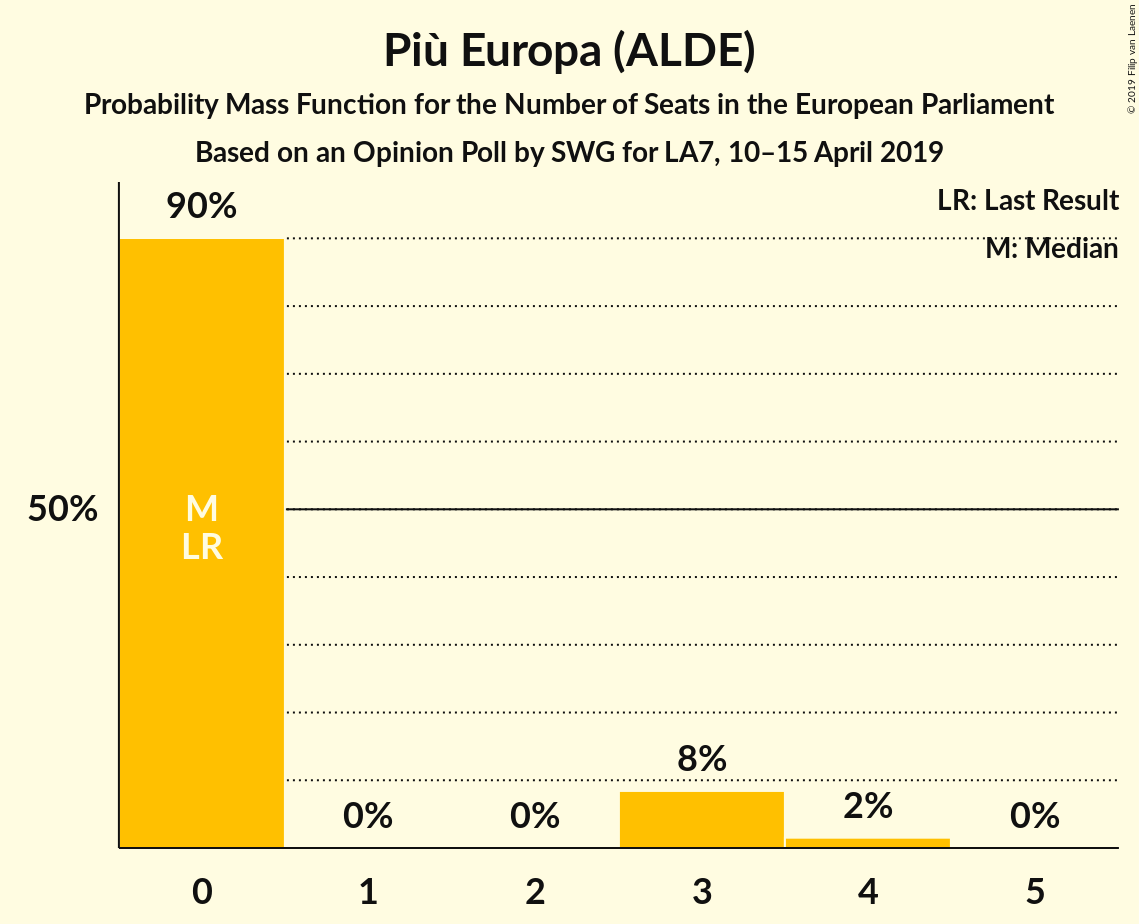 Più Europa (ALDE)
Probability Mass Function for the Number of Seats in the European Parliament
Based on an Opinion Poll by SWG for LA7, 10–15 April 2019
© 2019 Filip van Laenen
LR: Last Result
M: Median
90%
50%
M
LR
0%
0%
8%
2%
0%
0
1
2
3
4
5